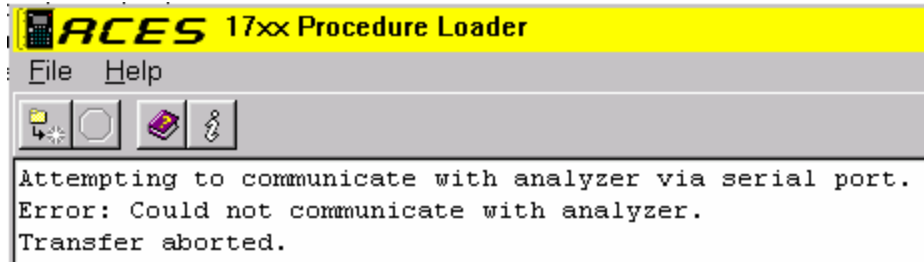 ACES 17xx Procedure Loader
File Help
Attempting to communicate with analyzer via serial port.
Error: Could not communicate with analyzer.
Transfer aborted.